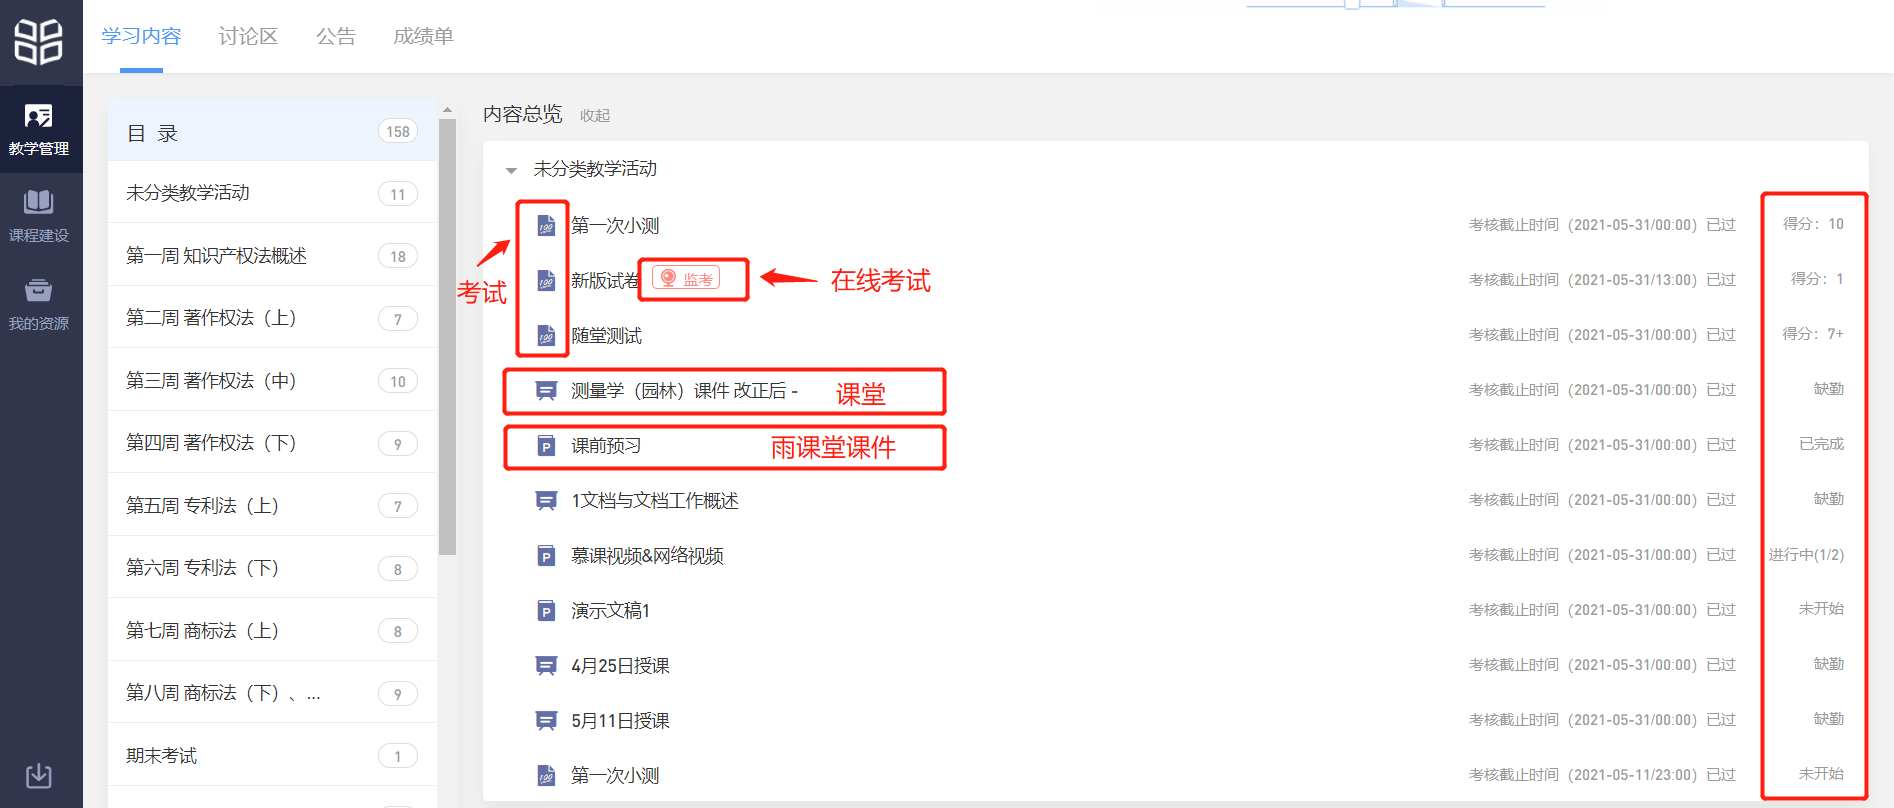 学习内容 讨论区 公告 成绩单
教学管理
课程建设
我的资源
目 录 158
未分类教学活动 11
第一周 知识产权法概述 18
第二周 著作权法（上） 7
第三周 著作权法（中） 10
第四周 著作权法（下） 9
第五周 专利法（上） 7
第六周 专利法（下） 8
第七周 商标法（上） 8
第八周 商标法（下）、... 9
期末考试 1
内容总览 收起
未分类教学活动
第一次小测 考核截止时间（2021-05-31/00:00）已过 得分：10
考试
新版试卷 监考 在线考试 考核截止时间（2021-05-31/13:00）已过 得分：1
随堂测试 考核截止时间（2021-05-31/00:00）已过 得分：7+
测量学（园林）课件 改正后 - 课堂 考核截止时间（2021-05-31/00:00）已过 缺勤
课前预习 雨课堂课件 考核截止时间（2021-05-31/00:00）已过 已完成
1文档与文档工作概述 考核截止时间（2021-05-31/00:00）已过 缺勤
慕课视频&网络视频 考核截止时间（2021-05-31/00:00）已过 进行中(1/2)
演示文稿1 考核截止时间（2021-05-31/00:00）已过 未开始
4月25日授课 考核截止时间（2021-05-31/00:00）已过 缺勤
5月11日授课 考核截止时间（2021-05-31/00:00）已过 缺勤
第一次小测 考核截止时间（2021-05-11/23:00）已过 未开始